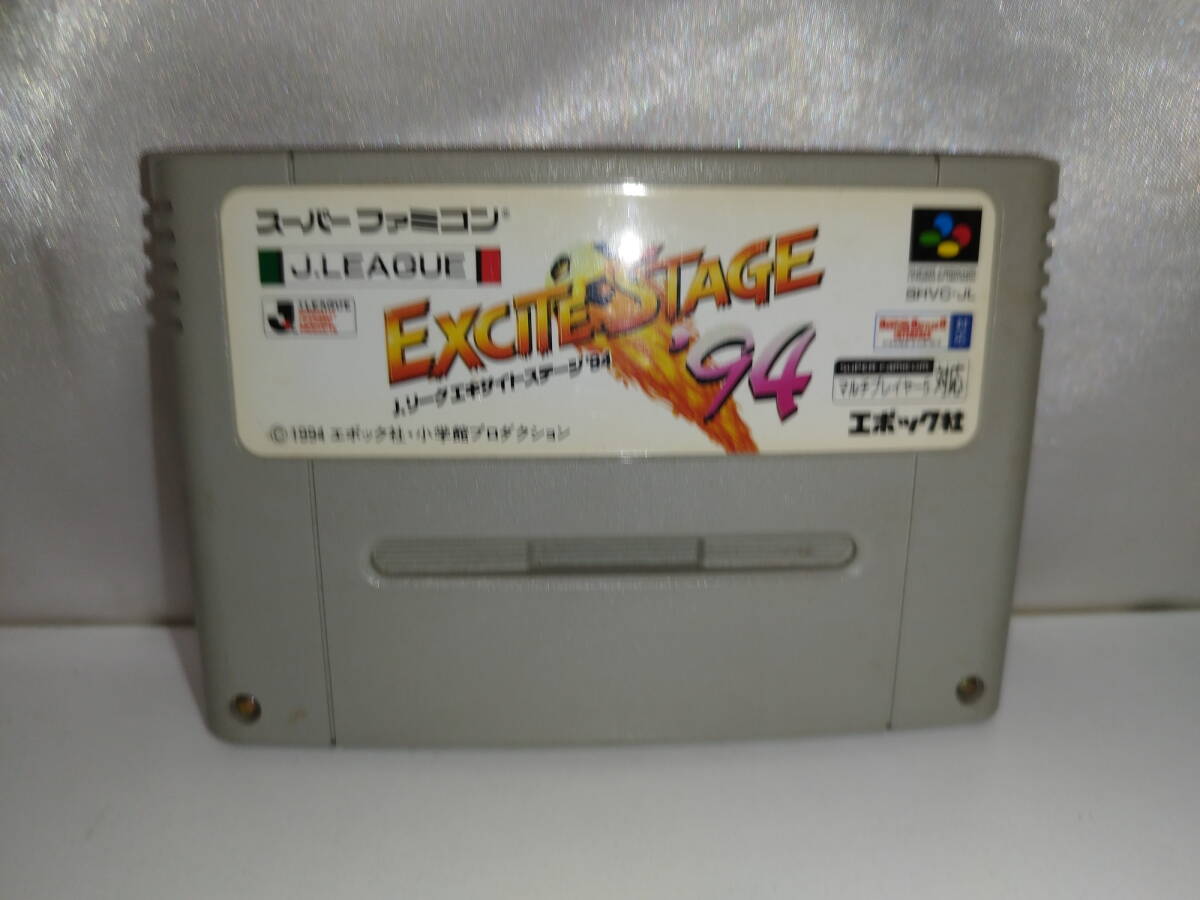 スーパーファミコン
J.LEAGUE
J.LEAGUE
EXCITE STAGE '94
J.リーグエキサイトステージ'94
SHVC-JL
SUPER FAMICOM
マルチプレイヤー5 対応
©1994 エポック社・小学館プロダクション
エポック社